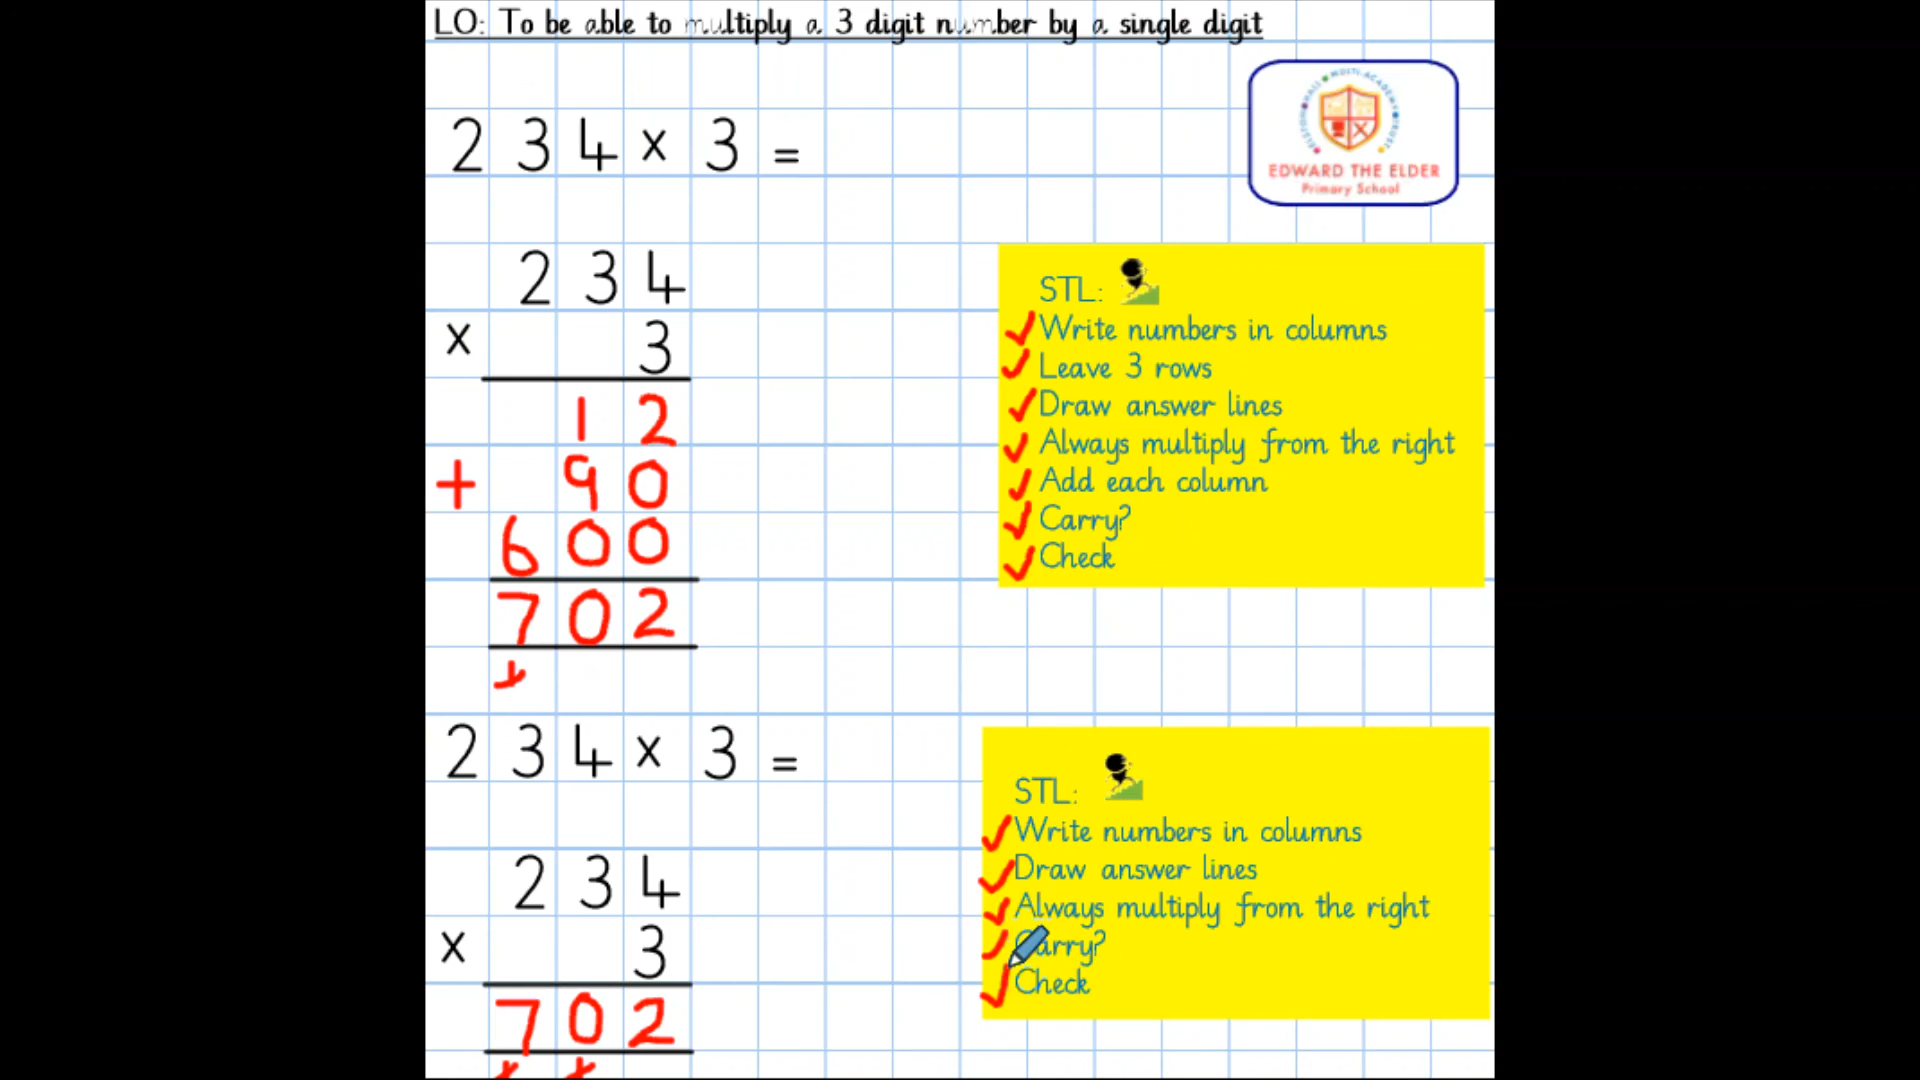 LO: To be able to multiply a 3 digit number by a single digit
EDWARD THE ELDER
Primary School
2 3 4 x 3 =
2 3 4
x 3
1 2
+ 9 0
6 0 0
7 0 2
1
STL:
Write numbers in columns
Leave 3 rows
Draw answer lines
Always multiply from the right
Add each column
Carry?
Check
2 3 4 x 3 =
2 3 4
x 3
7 0 2
1 1
STL:
Write numbers in columns
Draw answer lines
Always multiply from the right
Carry?
Check